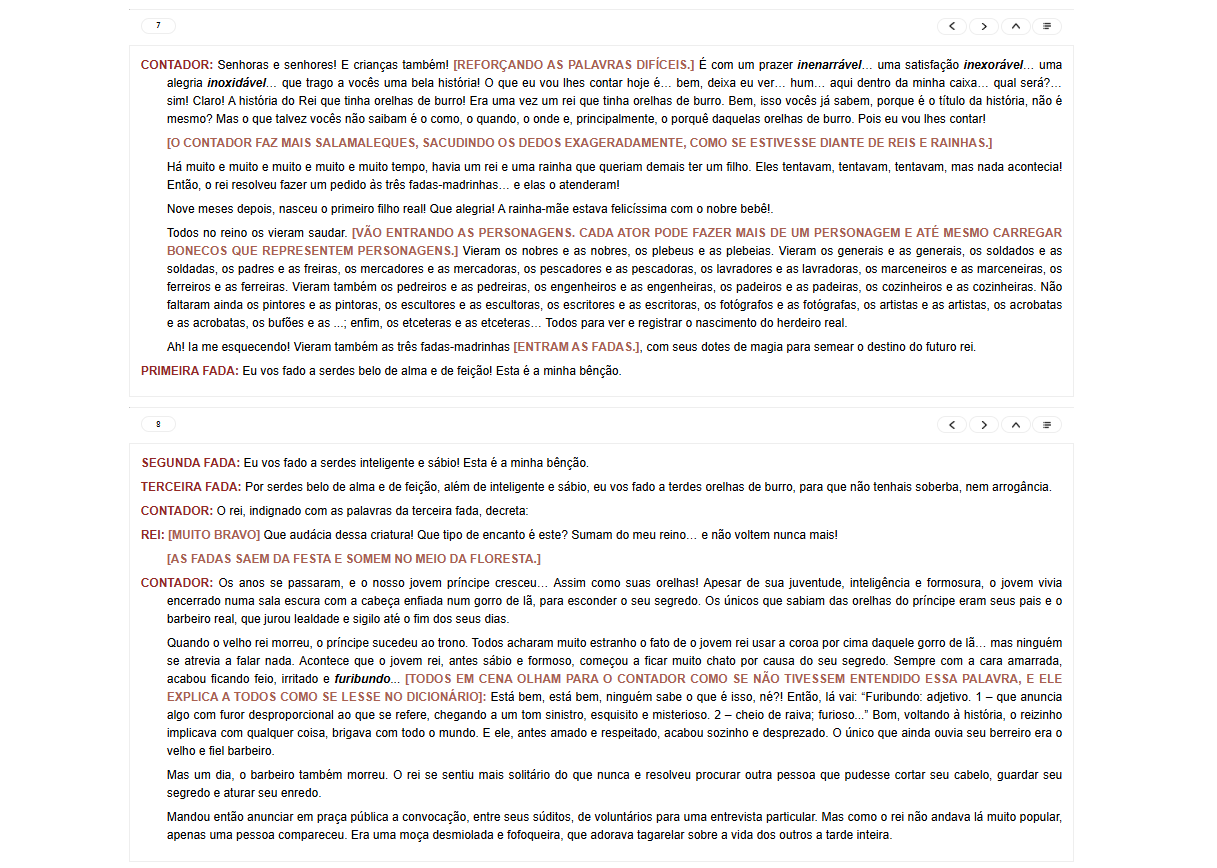 7
CONTADOR: Senhoras e senhores! E crianças também! [REFORÇANDO AS PALAVRAS DIFÍCEIS.] É com um prazer inenarrável… uma satisfação inexorável… uma
alegria inoxidável… que trago a vocês uma bela história! O que eu vou lhes contar hoje é… bem, deixa eu ver… hum… aqui dentro da minha caixa… qual será?…
sim! Claro! A história do Rei que tinha orelhas de burro! Era uma vez um rei que tinha orelhas de burro. Bem, isso vocês já sabem, porque é o título da história, não é
mesmo? Mas o que talvez vocês não saibam é o como, o quando, o onde e, principalmente, o porquê daquelas orelhas de burro. Pois eu vou lhes contar!
[O CONTADOR FAZ MAIS SALAMALEQUES, SACUDINDO OS DEDOS EXAGERADAMENTE, COMO SE ESTIVESSE DIANTE DE REIS E RAINHAS.]
Há muito e muito e muito e muito e muito tempo, havia um rei e uma rainha que queriam demais ter um filho. Eles tentavam, tentavam, tentavam, mas nada acontecia!
Então, o rei resolveu fazer um pedido às três fadas-madrinhas… e elas o atenderam!
Nove meses depois, nasceu o primeiro filho real! Que alegria! A rainha-mãe estava felicíssima com o nobre bebê!.
Todos no reino os vieram saudar. [VÃO ENTRANDO AS PERSONAGENS. CADA ATOR PODE FAZER MAIS DE UM PERSONAGEM E ATÉ MESMO CARREGAR
BONECOS QUE REPRESENTEM PERSONAGENS.] Vieram os nobres e as nobres, os plebeus e as plebeias. Vieram os generais e as generais, os soldados e as
soldadas, os padres e as freiras, os mercadores e as mercadoras, os pescadores e as pescadoras, os lavradores e as lavradoras, os marceneiros e as marceneiras, os
ferreiros e as ferreiras. Vieram também os pedreiros e as pedreiras, os engenheiros e as engenheiras, os padeiros e as padeiras, os cozinheiros e as cozinheiras. Não
faltaram ainda os pintores e as pintoras, os escultores e as escultoras, os escritores e as escritoras, os fotógrafos e as fotógrafas, os artistas e as artistas, os acrobatas
e as acrobatas, os bufões e as ...; enfim, os etceteras e as etceteras… Todos para ver e registrar o nascimento do herdeiro real.
Ah! Ia me esquecendo! Vieram também as três fadas-madrinhas [ENTRAM AS FADAS.], com seus dotes de magia para semear o destino do futuro rei.
PRIMEIRA FADA: Eu vos fado a serdes belo de alma e de feição! Esta é a minha bênção.
8
SEGUNDA FADA: Eu vos fado a serdes inteligente e sábio! Esta é a minha bênção.
TERCEIRA FADA: Por serdes belo de alma e de feição, além de inteligente e sábio, eu vos fado a terdes orelhas de burro, para que não tenhais soberba, nem arrogância.
CONTADOR: O rei, indignado com as palavras da terceira fada, decreta:
REI: [MUITO BRAVO] Que audácia dessa criatura! Que tipo de encanto é este? Sumam do meu reino… e não voltem nunca mais!
[AS FADAS SAEM DA FESTA E SOMEM NO MEIO DA FLORESTA.]
CONTADOR: Os anos se passaram, e o nosso jovem príncipe cresceu… Assim como suas orelhas! Apesar de sua juventude, inteligência e formosura, o jovem vivia
encerrado numa sala escura com a cabeça enfiada num gorro de lã, para esconder o seu segredo. Os únicos que sabiam das orelhas do príncipe eram seus pais e o
barbeiro real, que jurou lealdade e sigilo até o fim dos seus dias.
Quando o velho rei morreu, o príncipe sucedeu ao trono. Todos acharam muito estranho o fato de o jovem rei usar a coroa por cima daquele gorro de lã… mas ninguém
se atrevia a falar nada. Acontece que o jovem rei, antes sábio e formoso, começou a ficar muito chato por causa do seu segredo. Sempre com a cara amarrada,
acabou ficando feio, irritado e furibundo... [TODOS EM CENA OLHAM PARA O CONTADOR COMO SE NÃO TIVESSEM ENTENDIDO ESSA PALAVRA, E ELE
EXPLICA A TODOS COMO SE LESSE NO DICIONÁRIO]: Está bem, está bem, ninguém sabe o que é isso, né?! Então, lá vai: “Furibundo: adjetivo. 1 – que anuncia
algo com furor desproporcional ao que se refere, chegando a um tom sinistro, esquisito e misterioso. 2 – cheio de raiva; furioso...” Bom, voltando à história, o reizinho
implicava com qualquer coisa, brigava com todo o mundo. E ele, antes amado e respeitado, acabou sozinho e desprezado. O único que ainda ouvia seu berreiro era o
velho e fiel barbeiro.
Mas um dia, o barbeiro também morreu. O rei se sentiu mais solitário do que nunca e resolveu procurar outra pessoa que pudesse cortar seu cabelo, guardar seu
segredo e aturar seu enredo.
Mandou então anunciar em praça pública a convocação, entre seus súditos, de voluntários para uma entrevista particular. Mas como o rei não andava lá muito popular,
apenas uma pessoa compareceu. Era uma moça desmiolada e fofoqueira, que adorava tagarelar sobre a vida dos outros a tarde inteira.